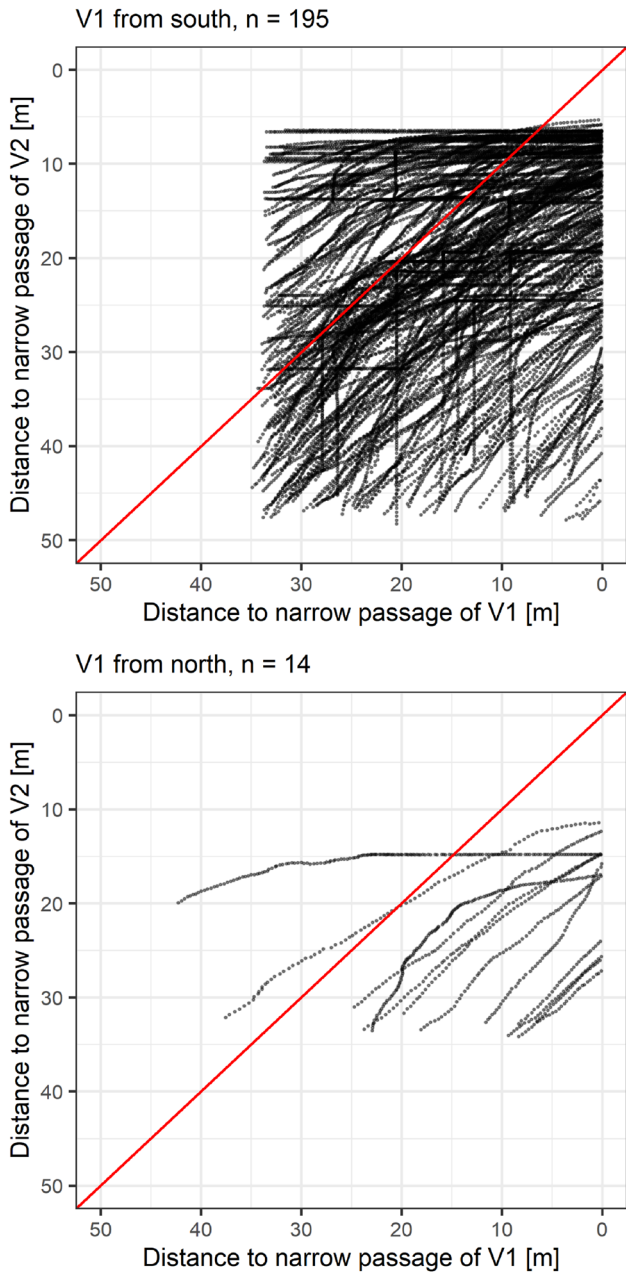 V1 from south, n = 195
0
10
20
30
40
50
Distance to narrow passage of V2 [m]
50 40 30 20 10 0
Distance to narrow passage of V1 [m]
V1 from north, n = 14
0
10
20
30
40
50
Distance to narrow passage of V2 [m]
50 40 30 20 10 0
Distance to narrow passage of V1 [m]